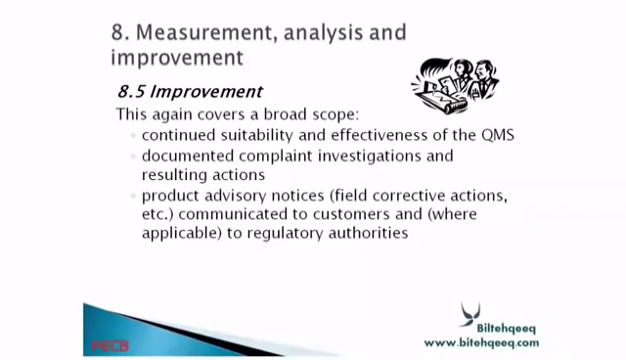 8. Measurement, analysis and
improvement
8.5 Improvement
This again covers a broad scope:
continued suitability and effectiveness of the QMS
documented complaint investigations and
resulting actions
product advisory notices (field corrective actions,
etc.) communicated to customers and (where
applicable) to regulatory authorities
PECB
Biltehqeeq
www.bitehqeeq.com